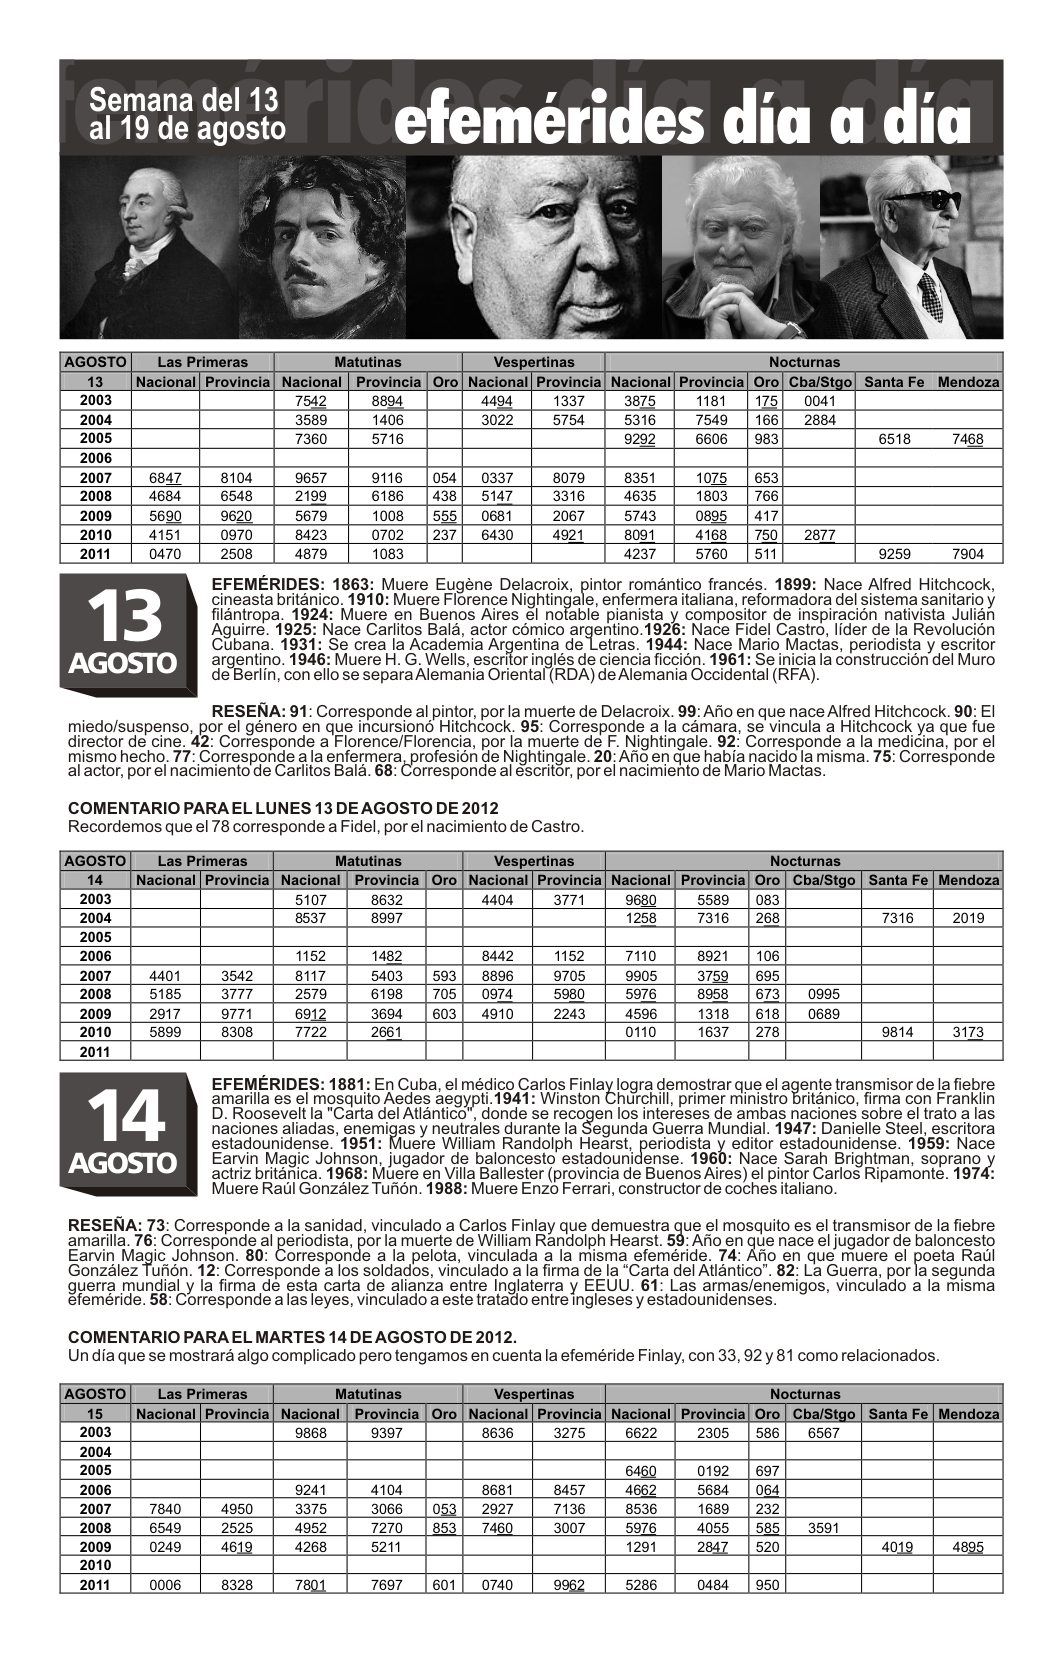 Semana del 13
al 19 de agosto
efemérides día a día
AGOSTO Las Primeras Matutinas Vespertinas Nocturnas
13 Nacional Provincia Nacional Provincia Oro Nacional Provincia Nacional Provincia Oro Cba/Stgo Santa Fe Mendoza
2003 7542 8894 4494 1337 3875 1181 175 0041
2004 3589 1406 3022 5754 5316 7549 166 2884
2005 7360 5716 9292 6606 983 6518 7468
2006
2007 6847 8104 9657 9116 054 0337 8079 8351 1075 653
2008 4684 6548 2199 6186 438 5147 3316 4635 1803 766
2009 5690 9620 5679 1008 555 0681 2067 5743 0895 417
2010 4151 0970 8423 0702 237 6430 4921 8091 4168 750 2877
2011 0470 2508 4879 1083 4237 5760 511 9259 7904
13
AGOSTO
EFEMÉRIDES: 1863: Muere Eugène Delacroix, pintor romántico francés. 1899: Nace Alfred Hitchcock,
cineasta británico. 1910: Muere Florence Nightingale, enfermera italiana, reformadora del sistema sanitario y
filántropa. 1924: Muere en Buenos Aires el notable pianista y compositor de inspiración nativista Julián
Aguirre. 1925: Nace Carlitos Balá, actor cómico argentino.1926: Nace Fidel Castro, líder de la Revolución
Cubana. 1931: Se crea la Academia Argentina de Letras. 1944: Nace Mario Mactas, periodista y escritor
argentino. 1946: Muere H. G. Wells, escritor inglés de ciencia ficción. 1961: Se inicia la construcción del Muro
de Berlín, con ello se separa Alemania Oriental (RDA) de Alemania Occidental (RFA).
RESEÑA: 91: Corresponde al pintor, por la muerte de Delacroix. 99: Año en que nace Alfred Hitchcock. 90: El
miedo/suspenso, por el género en que incursionó Hitchcock. 95: Corresponde a la cámara, se vincula a Hitchcock ya que fue
director de cine. 42: Corresponde a Florence/Florencia, por la muerte de F. Nightingale. 92: Corresponde a la medicina, por el
mismo hecho. 77: Corresponde a la enfermera, profesión de Nightingale. 20: Año en que había nacido la misma. 75: Corresponde
al actor, por el nacimiento de Carlitos Balá. 68: Corresponde al escritor, por el nacimiento de Mario Mactas.
COMENTARIO PARA EL LUNES 13 DE AGOSTO DE 2012
Recordemos que el 78 corresponde a Fidel, por el nacimiento de Castro.
AGOSTO Las Primeras Matutinas Vespertinas Nocturnas
14 Nacional Provincia Nacional Provincia Oro Nacional Provincia Nacional Provincia Oro Cba/Stgo Santa Fe Mendoza
2003 5107 8632 4404 3771 9680 5589 083
2004 8537 8997 1258 7316 268 7316 2019
2005
2006 1152 1482 8442 1152 7110 8921 106
2007 4401 3542 8117 5403 593 8896 9705 9905 3759 695
2008 5185 3777 2579 6198 705 0974 5980 5976 8958 673 0995
2009 2917 9771 6912 3694 603 4910 2243 4596 1318 618 0689
2010 5899 8308 7722 2661 0110 1637 278 9814 3173
2011
14
AGOSTO
EFEMÉRIDES: 1881: En Cuba, el médico Carlos Finlay logra demostrar que el agente transmisor de la fiebre
amarilla es el mosquito Aedes aegypti.1941: Winston Churchill, primer ministro británico, firma con Franklin
D. Roosevelt la "Carta del Atlántico", donde se recogen los intereses de ambas naciones sobre el trato a las
naciones aliadas, enemigas y neutrales durante la Segunda Guerra Mundial. 1947: Danielle Steel, escritora
estadounidense. 1951: Muere William Randolph Hearst, periodista y editor estadounidense. 1959: Nace
Earvin Magic Johnson, jugador de baloncesto estadounidense. 1960: Nace Sarah Brightman, soprano y
actriz británica. 1968: Muere en Villa Ballester (provincia de Buenos Aires) el pintor Carlos Ripamonte. 1974:
Muere Raúl González Tuñón. 1988: Muere Enzo Ferrari, constructor de coches italiano.
RESEÑA: 73: Corresponde a la sanidad, vinculado a Carlos Finlay que demuestra que el mosquito es el transmisor de la fiebre
amarilla. 76: Corresponde al periodista, por la muerte de William Randolph Hearst. 59: Año en que nace el jugador de baloncesto
Earvin Magic Johnson. 80: Corresponde a la pelota, vinculada a la misma efeméride. 74: Año en que muere el poeta Raúl
González Tuñón. 12: Corresponde a los soldados, vinculado a la firma de la “Carta del Atlántico”. 82: La Guerra, por la segunda
guerra mundial y la firma de esta carta de alianza entre Inglaterra y EEUU. 61: Las armas/enemigos, vinculado a la misma
efeméride. 58: Corresponde a las leyes, vinculado a este tratado entre ingleses y estadounidenses.
COMENTARIO PARA EL MARTES 14 DE AGOSTO DE 2012.
Un día que se mostrará algo complicado pero tengamos en cuenta la efeméride Finlay, con 33, 92 y 81 como relacionados.
AGOSTO Las Primeras Matutinas Vespertinas Nocturnas
15 Nacional Provincia Nacional Provincia Oro Nacional Provincia Nacional Provincia Oro Cba/Stgo Santa Fe Mendoza
2003 9868 9397 8636 3275 6622 2305 586 6567
2004
2005 6460 0192 697
2006 9241 4104 8681 8457 4662 5684 064
2007 7840 4950 3375 3066 053 2927 7136 8536 1689 232
2008 6549 2525 4952 7270 853 7460 3007 5976 4055 585 3591
2009 0249 4619 4268 5211 1291 2847 520 4019 4895
2010
2011 0006 8328 7801 7697 601 0740 9962 5286 0484 950